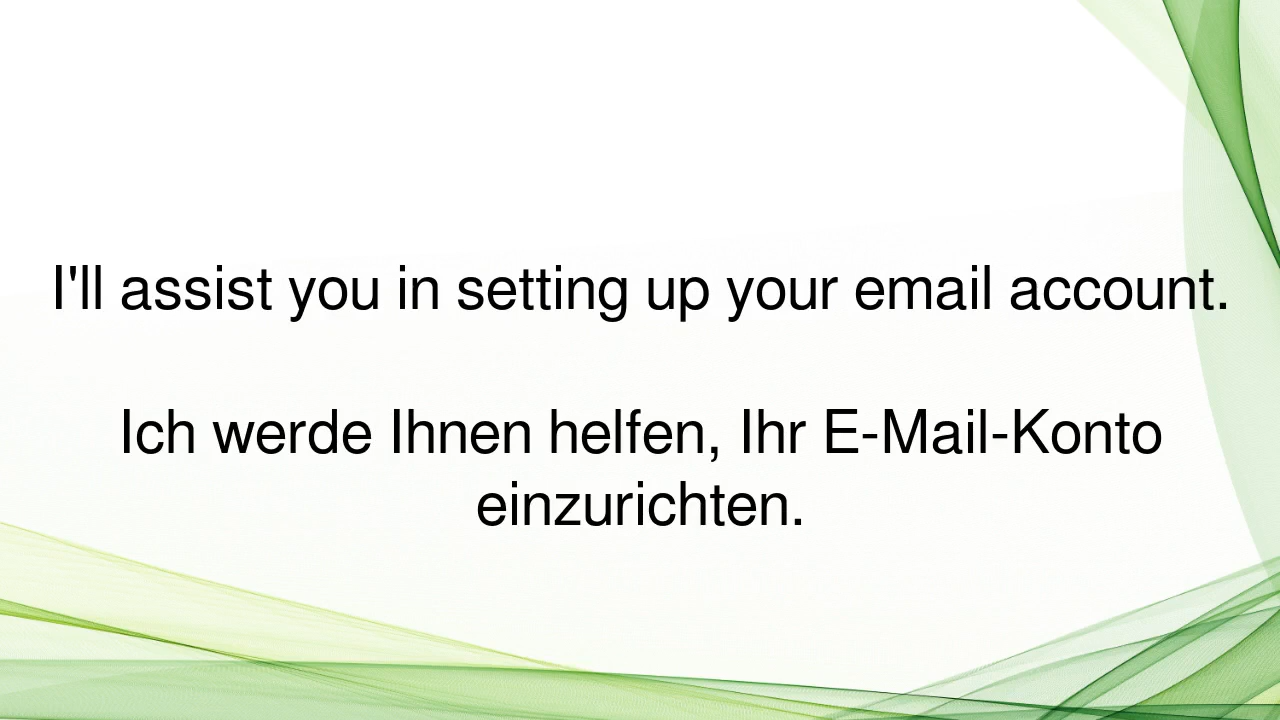 I'll assist you in setting up your email account.
Ich werde Ihnen helfen, Ihr E-Mail-Konto
einzurichten.